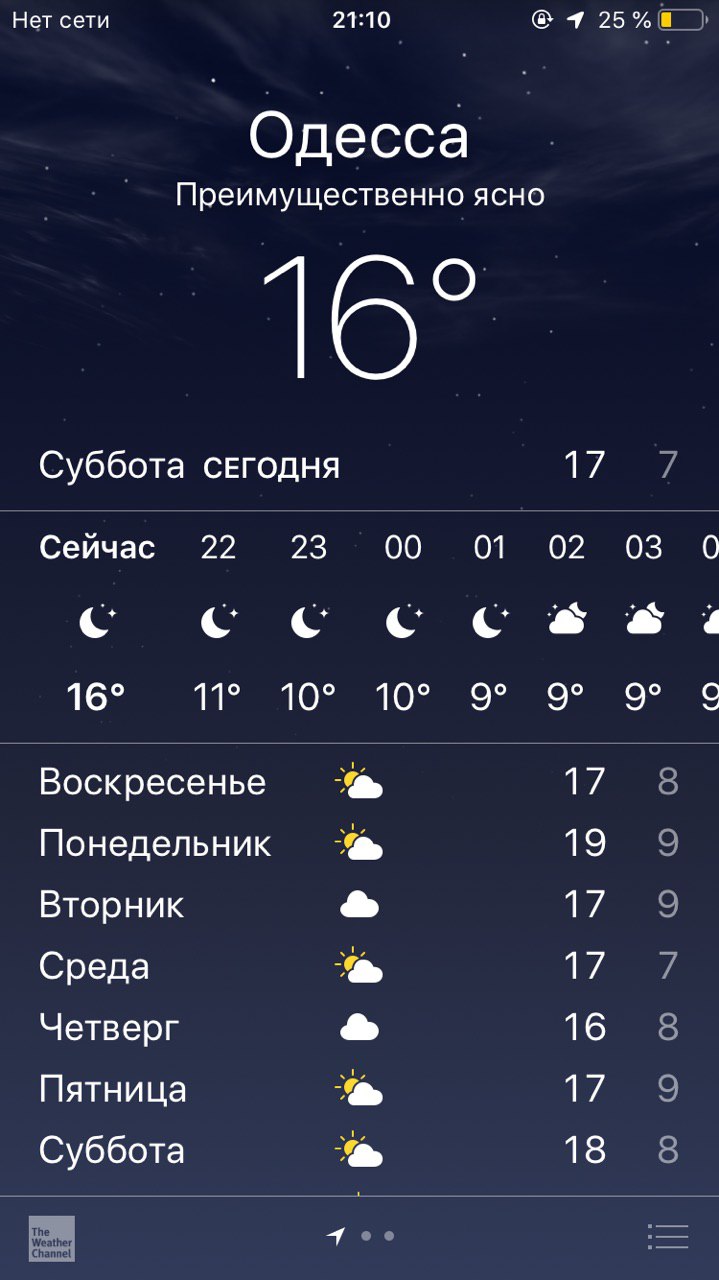 Нет сети 21:10 25 %
Одесса
Преимущественно ясно
16°
Суббота СЕГОДНЯ 17 7
Сейчас 22 23 00 01 02 03
16° 11° 10° 10° 9° 9° 9° 9
Воскресенье 17 8
Понедельник 19 9
Вторник 17 9
Среда 17 7
Четверг 16 8
Пятница 17 9
Суббота 18 8
The
Weather
Channel